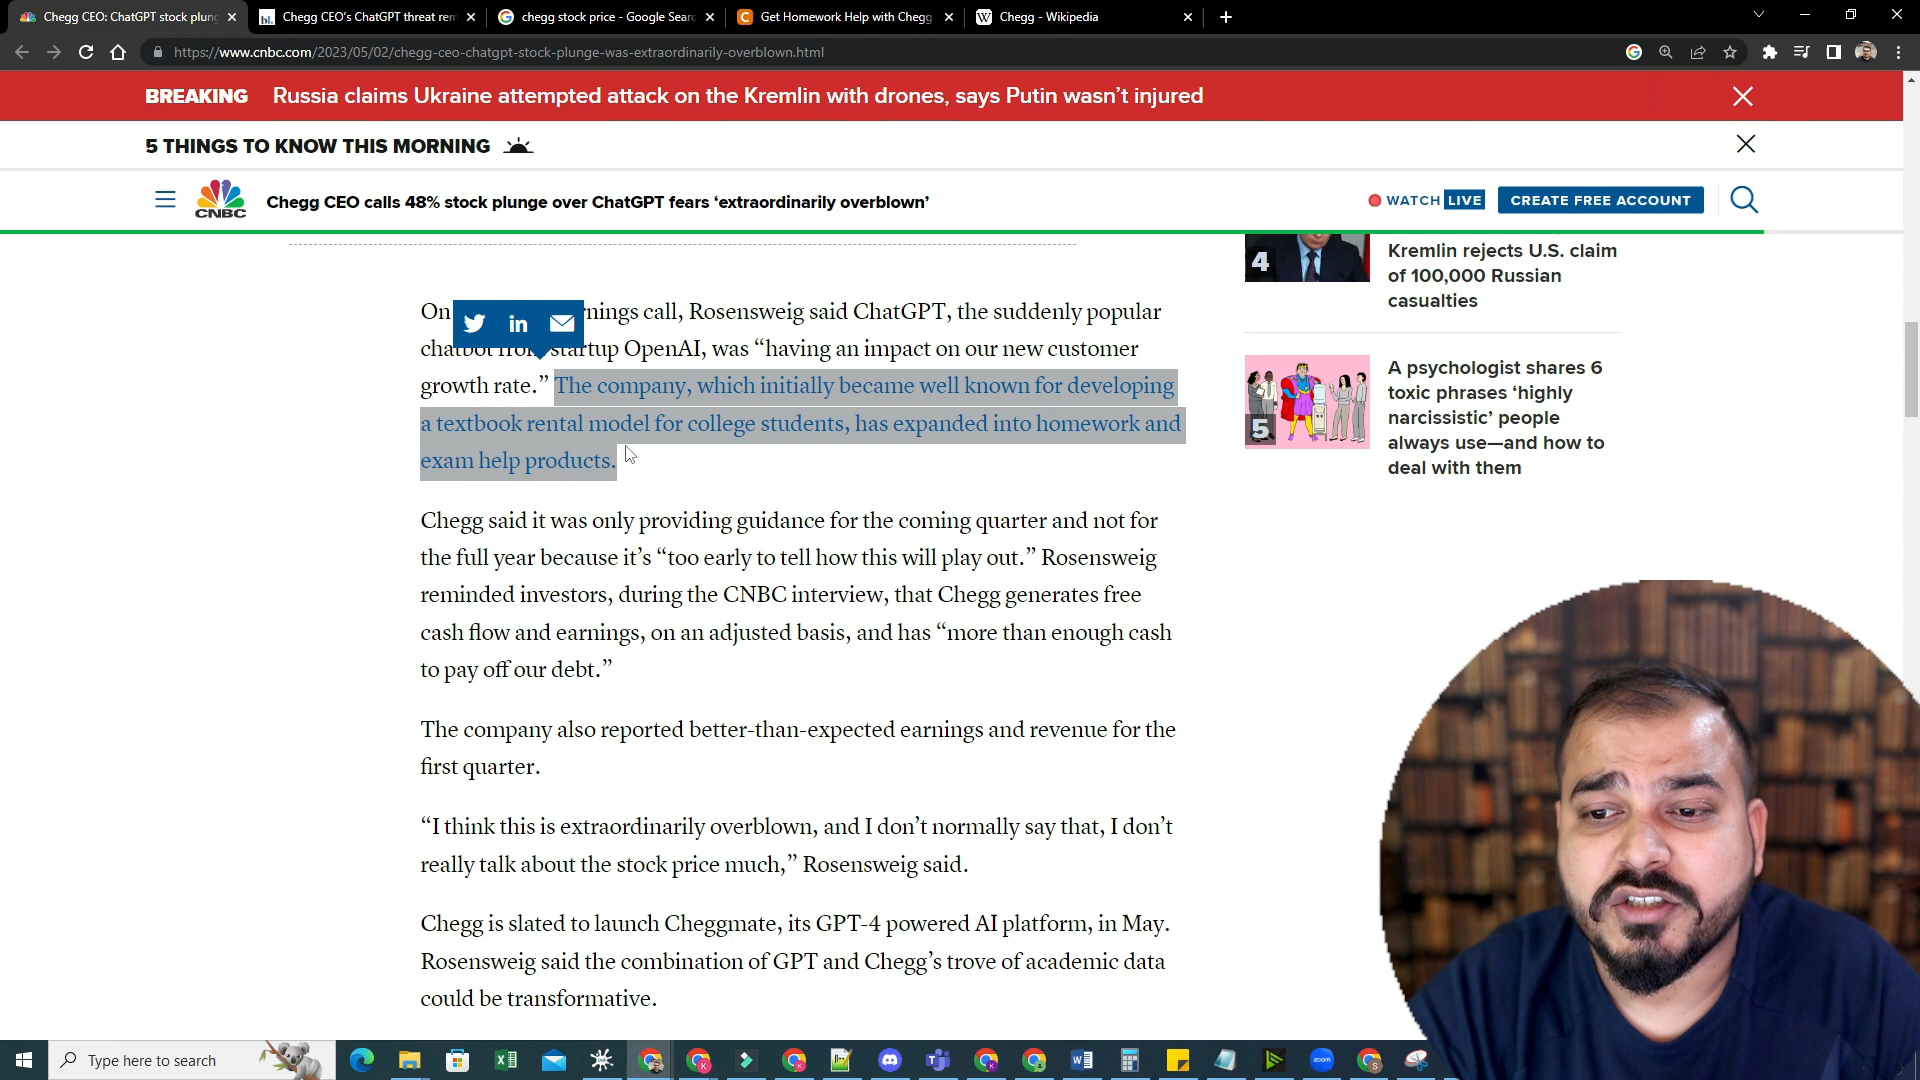 Chegg CEO: ChatGPT stock plun
Chegg CEO's ChatGPT threat rem
chegg stock price - Google Searc
Get Homework Help with Chegg
Chegg - Wikipedia
https://www.cnbc.com/2023/05/02/chegg-ceo-chatgpt-stock-plunge-was-extraordinarily-overblown.html
BREAKING Russia claims Ukraine attempted attack on the Kremlin with drones, says Putin wasn't injured
5 THINGS TO KNOW THIS MORNING
CNBC
Chegg CEO calls 48% stock plunge over ChatGPT fears ‘extraordinarily overblown’
WATCH LIVE
CREATE FREE ACCOUNT
On
nings call, Rosensweig said ChatGPT, the suddenly popular
startup OpenAI, was “having an impact on our new customer
growth rate.” The company, which initially became well known for developing
a textbook rental model for college students, has expanded into homework and
exam help products.
Chegg said it was only providing guidance for the coming quarter and not for
the full year because it’s “too early to tell how this will play out.” Rosensweig
reminded investors, during the CNBC interview, that Chegg generates free
cash flow and earnings, on an adjusted basis, and has “more than enough cash
to pay off our debt.”
The company also reported better-than-expected earnings and revenue for the
first quarter.
“I think this is extraordinarily overblown, and I don’t normally say that, I don’t
really talk about the stock price much,” Rosensweig said.
Chegg is slated to launch Cheggmate, its GPT-4 powered AI platform, in May.
Rosensweig said the combination of GPT and Chegg’s trove of academic data
could be transformative.
4
Kremlin rejects U.S. claim
of 100,000 Russian
casualties
5
A psychologist shares 6
toxic phrases ‘highly
narcissistic’ people
always use—and how to
deal with them
Type here to search